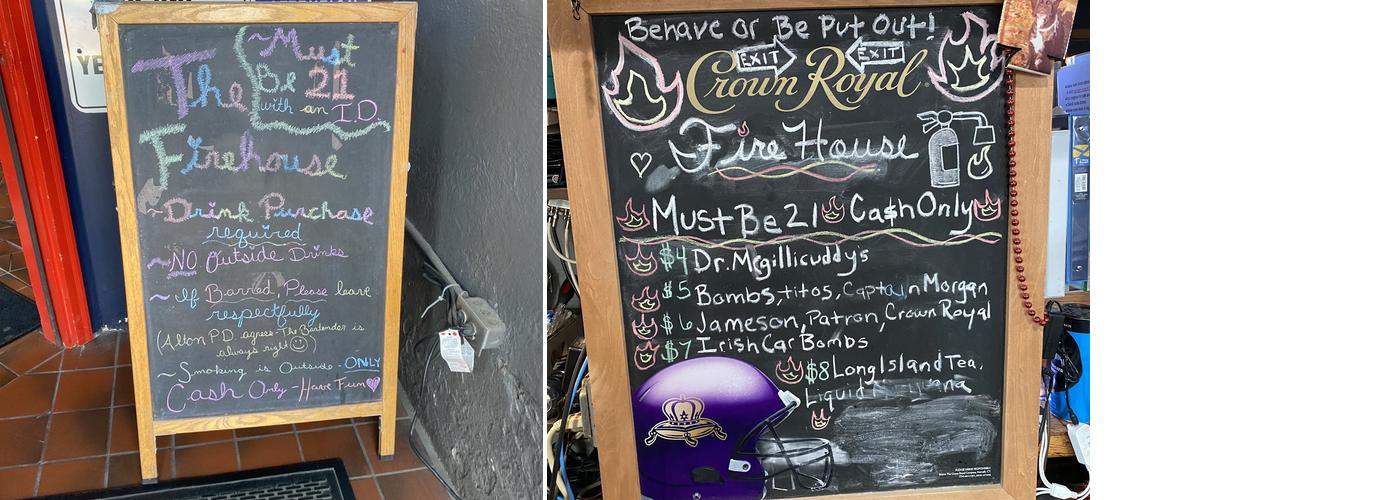 YE
~Must
Be 21
with an I.D.
The
Firehouse
~Drink Purchase
required
~NO Outside Drinks
~If Barred, Please leave
respectfully
(Alton P.D. agrees-The Bartender is
always right☺)
~Smoking is Outside-ONLY
Cash Only-Have Fun♡
Behave or Be Put Out!
EXIT EXIT
Crown Royal
Fire House
Must Be 21 Ca$h Only
$4 Dr. Mcgillicuddy's
$5 Bombs, titos, Captain Morgan
$6 Jameson, Patron, Crown Royal
$7 Irish Car Bombs
$8 Long Island Tea,
Liquid